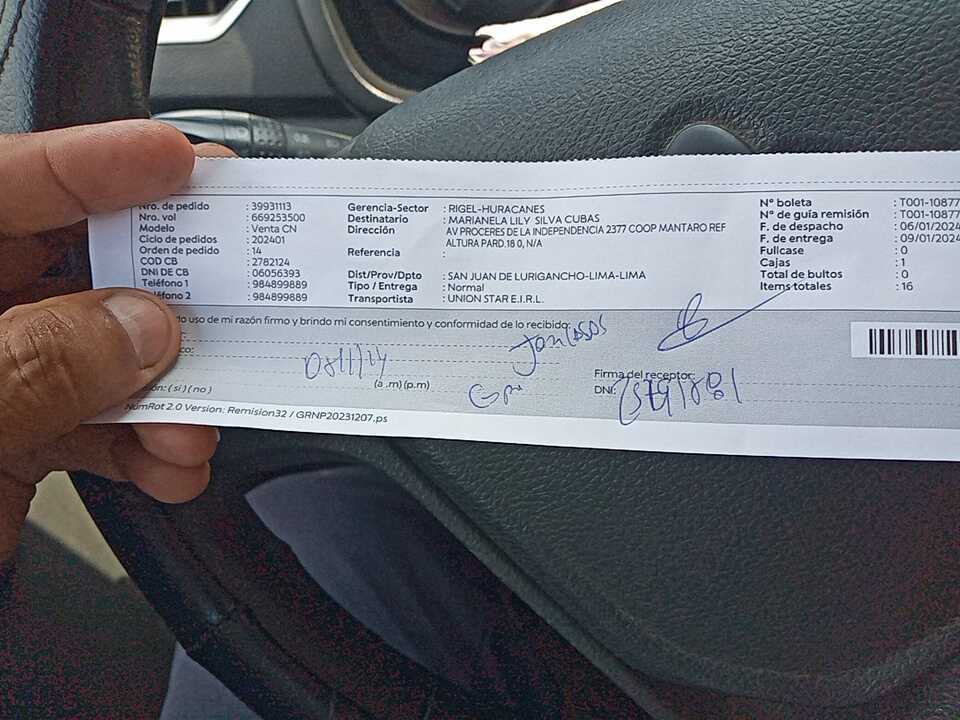 Nro. de pedido : 39931113
Nro. vol : 669253500
Modelo : Venta CN
Ciclo de pedidos : 202401
Orden de pedido : 14
COD CB : 2782124
DNI DE CB : 06056393
Teléfono 1 : 984899889
éfono 2 : 984899889
Gerencia-Sector : RIGEL-HURACANES
Destinatario : MARIANELA LILY SILVA CUBAS
Dirección : AV PROCERES DE LA INDEPENDENCIA 2377 COOP MANTARO REF
ALTURA PARD.18 0, N/A
Referencia :
Dist/Prov/Dpto : SAN JUAN DE LURIGANCHO-LIMA-LIMA
Tipo / Entrega : Normal
Transportista : UNION STAR E.I.R.L.
N° boleta : T001-10877
N° de guía remisión : T001-10877
F. de despacho : 06/01/2024
F. de entrega : 09/01/2024
Fullcase : 0
Cajas : 1
Total de bultos : 0
Items totales : 16
do uso de mi razón firmo y brindo mi consentimiento y conformidad de lo recibido:
(a .m) (p.m)
ión: ( si ) ( no )
Firma del receptor:
DNI:
NumRot 2.0 Version: Remision32 / GRNP20231207.ps